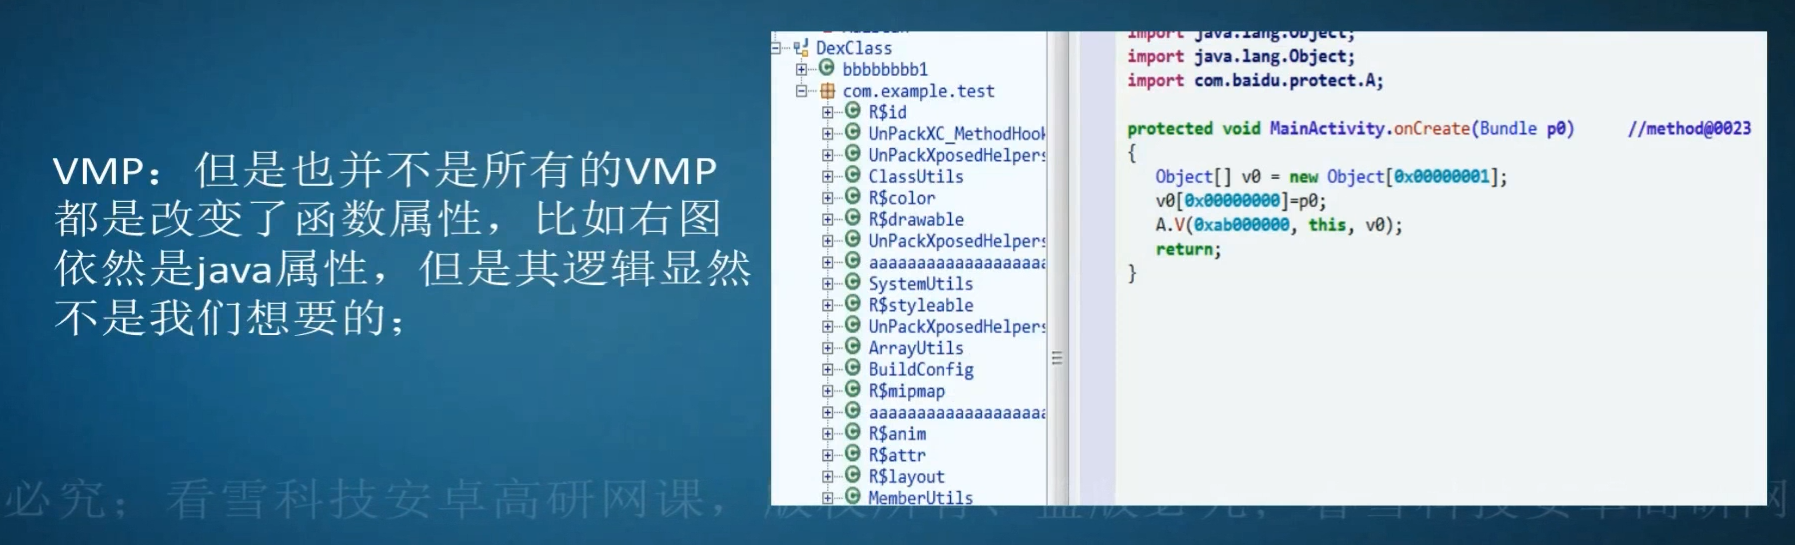 VMP：但是也并不是所有的VMP
都是改变了函数属性，比如右图
依然是java属性，但是其逻辑显然
不是我们想要的；
DexClass
bbbbbbbb1
com.example.test
R$id
UnPackXC_MethodHook
UnPackXposedHelpers
ClassUtils
R$color
R$drawable
UnPackXposedHelpers
aaaaaaaaaaaaaaaaaaa
SystemUtils
R$styleable
UnPackXposedHelpers
ArrayUtils
BuildConfig
R$mipmap
aaaaaaaaaaaaaaaaaaa
R$anim
R$attr
R$layout
MemberUtils
import java.lang.Object;
import java.lang.Object;
import com.baidu.protect.A;
protected void MainActivity.onCreate(Bundle p0) //method@0023
{
Object[] v0 = new Object[0x00000001];
v0[0x00000000]=p0;
A.V(0xab000000, this, v0);
return;
}
必究；看雪科技安卓高研网课，版权所有、盗版必究；看雪科技安卓高研网